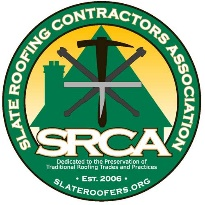 SLATE ROOFING CONTRACTORS ASSOCIATION
SRCA
Dedicated to the Preservation of
Traditional Roofing Trades and Practices
• EST. 2006 •
SLATEROOFERS.ORG